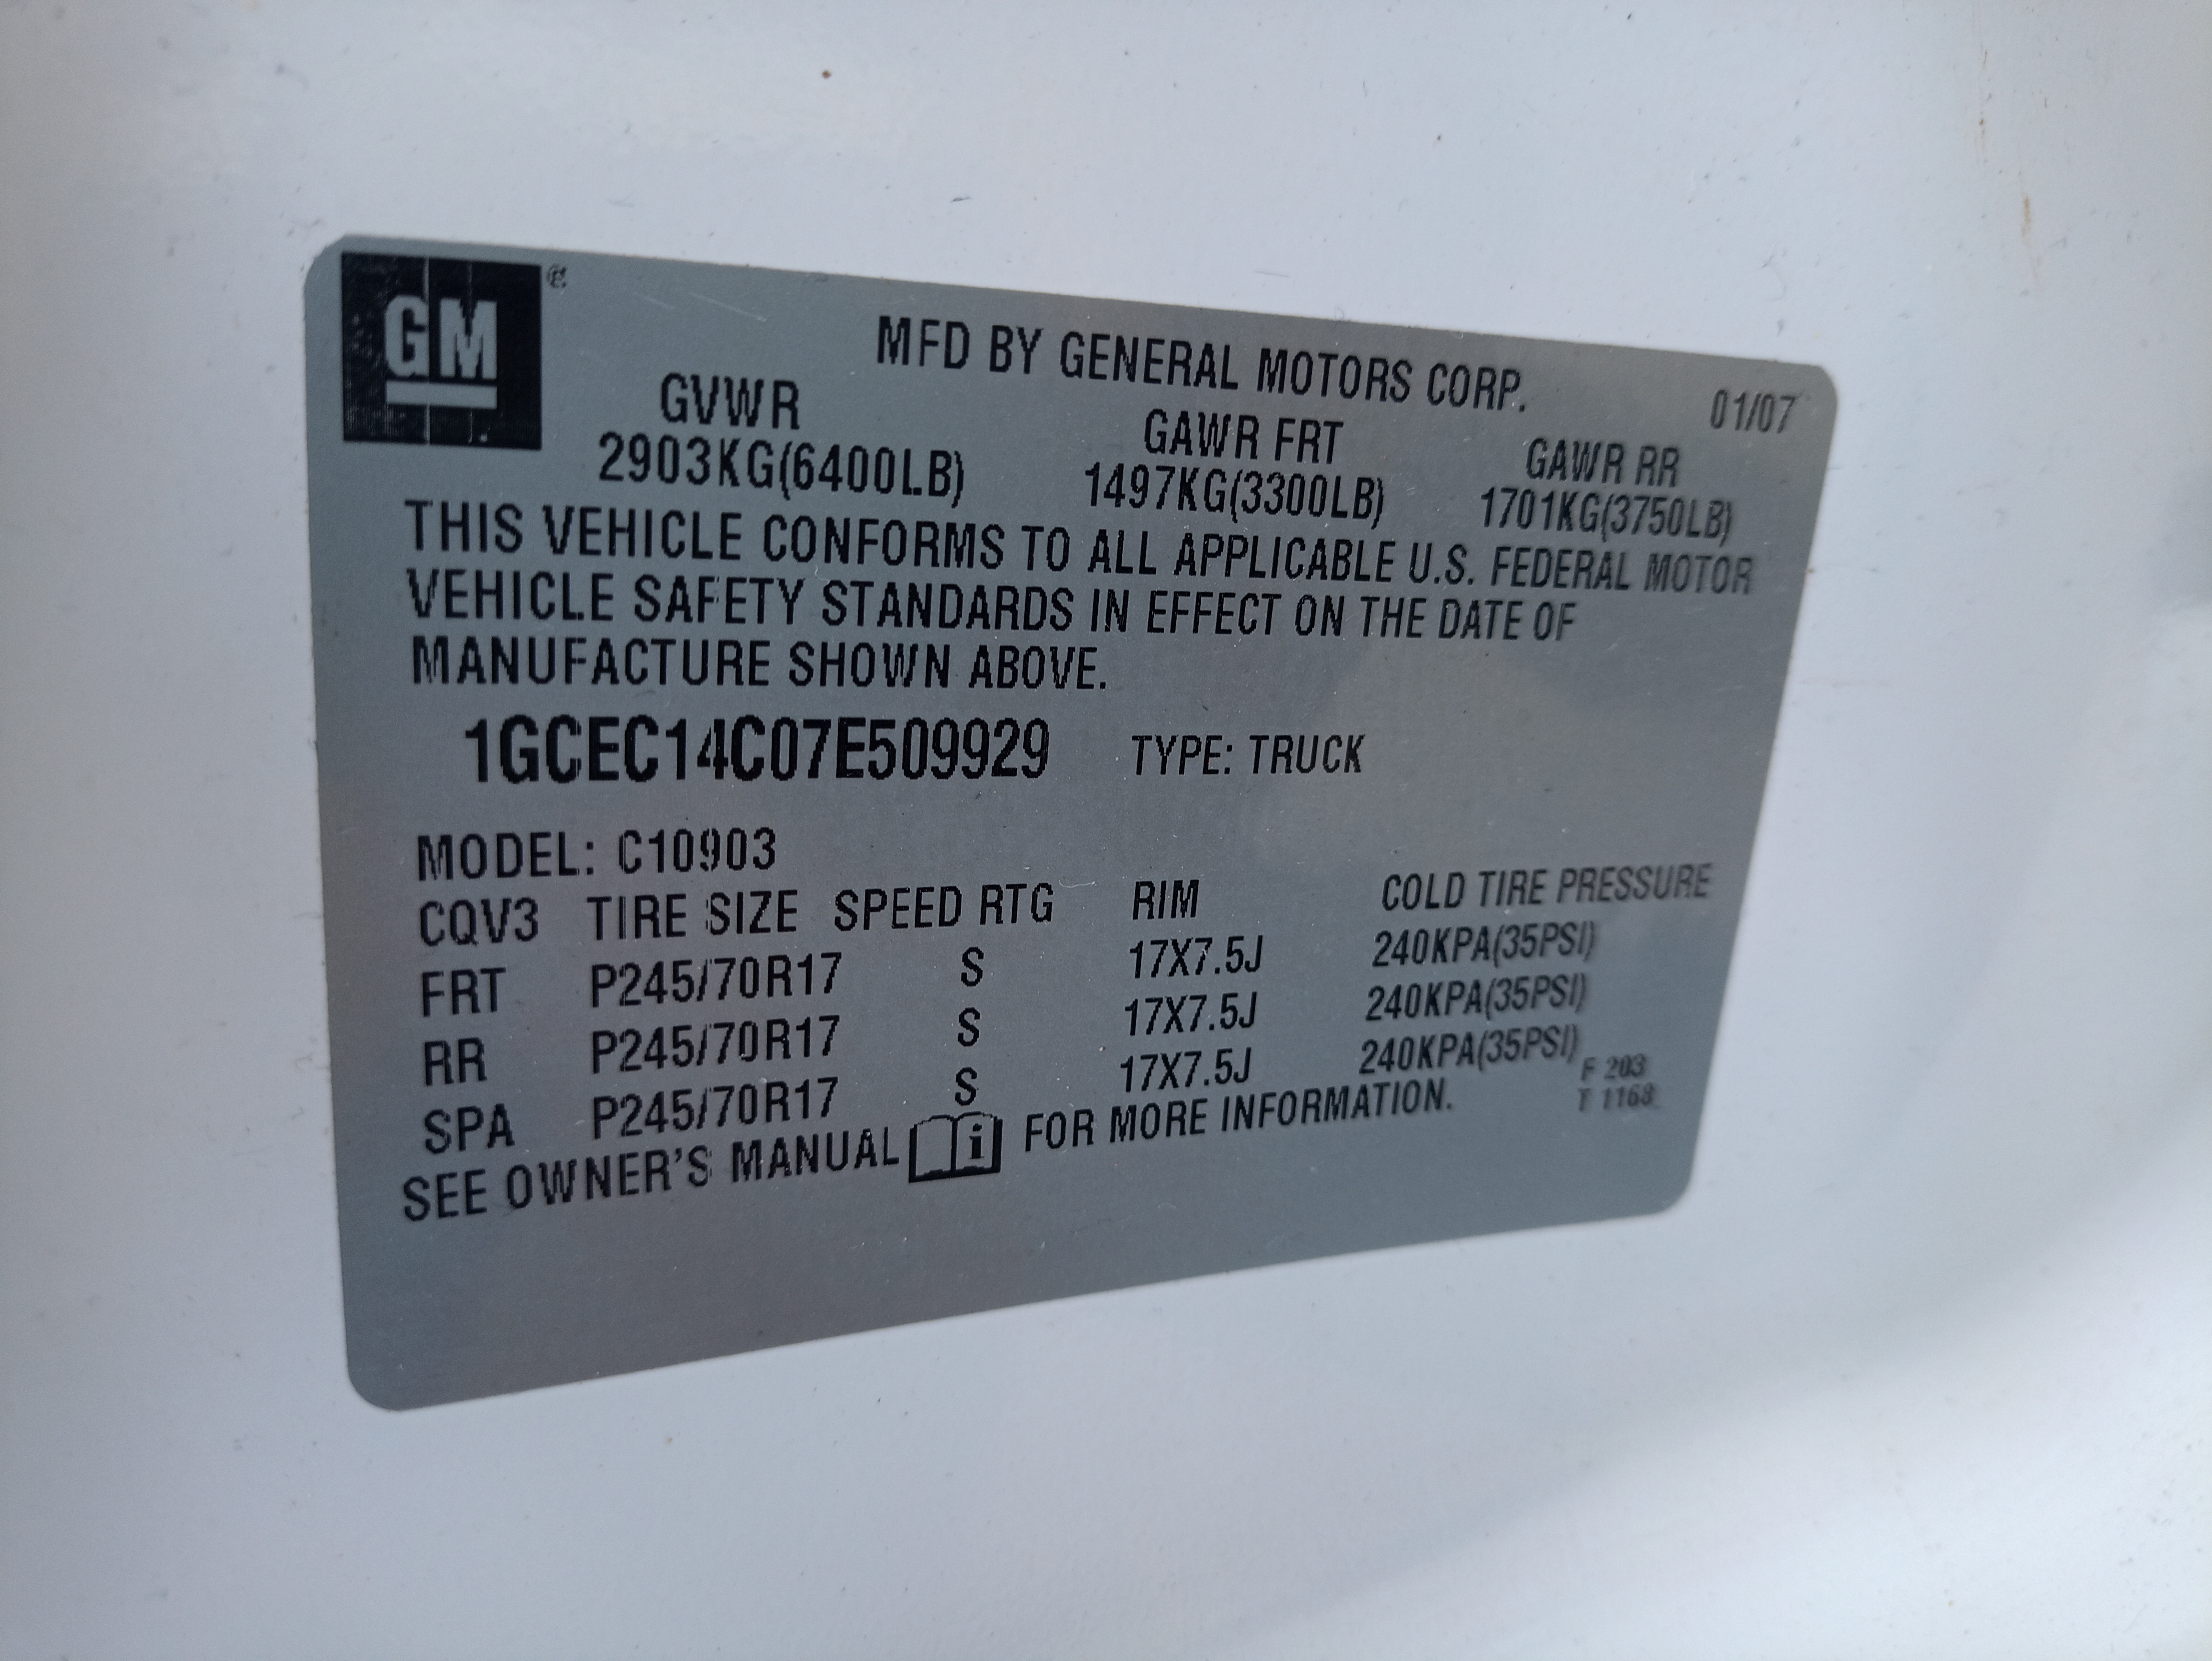 GM ®
MFD BY GENERAL MOTORS CORP. 01/07
GVWR GAWR FRT GAWR RR
2903KG(6400LB) 1497KG(3300LB) 1701KG(3750LB)
THIS VEHICLE CONFORMS TO ALL APPLICABLE U.S. FEDERAL MOTOR
VEHICLE SAFETY STANDARDS IN EFFECT ON THE DATE OF
MANUFACTURE SHOWN ABOVE.
1GCEC14C07E509929 TYPE: TRUCK
MODEL: C10903
CQV3 TIRE SIZE SPEED RTG RIM COLD TIRE PRESSURE
FRT P245/70R17 S 17X7.5J 240KPA(35PSI)
RR P245/70R17 S 17X7.5J 240KPA(35PSI)
SPA P245/70R17 S 17X7.5J 240KPA(35PSI)
SEE OWNER'S MANUAL i FOR MORE INFORMATION.
F 203
T 1168